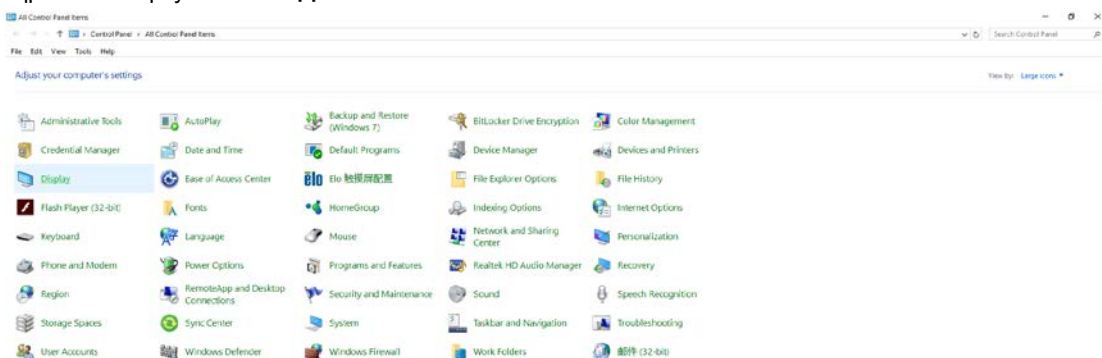 All Control Panel Items
Control Panel > All Control Panel Items
Search Control Panel
File Edit View Tools Help
Adjust your computer's settings
View by: Large icons
Administrative Tools
AutoPlay
Backup and Restore
(Windows 7)
BitLocker Drive Encryption
Color Management
Credential Manager
Date and Time
Default Programs
Device Manager
Devices and Printers
Display
Ease of Access Center
elo Elo 触摸屏配置
File Explorer Options
File History
Flash Player (32-bit)
Fonts
HomeGroup
Indexing Options
Internet Options
Keyboard
Language
Mouse
Network and Sharing
Center
Personalization
Phone and Modem
Power Options
Programs and Features
Realtek HD Audio Manager
Recovery
Region
RemoteApp and Desktop
Connections
Security and Maintenance
Sound
Speech Recognition
Storage Spaces
Sync Center
System
Taskbar and Navigation
Troubleshooting
User Accounts
Windows Defender
Windows Firewall
Work Folders
邮件 (32-bit)